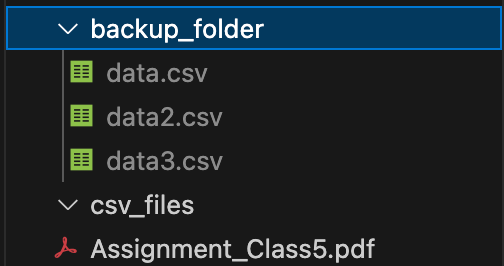 backup_folder
data.csv
data2.csv
data3.csv
csv_files
Assignment_Class5.pdf